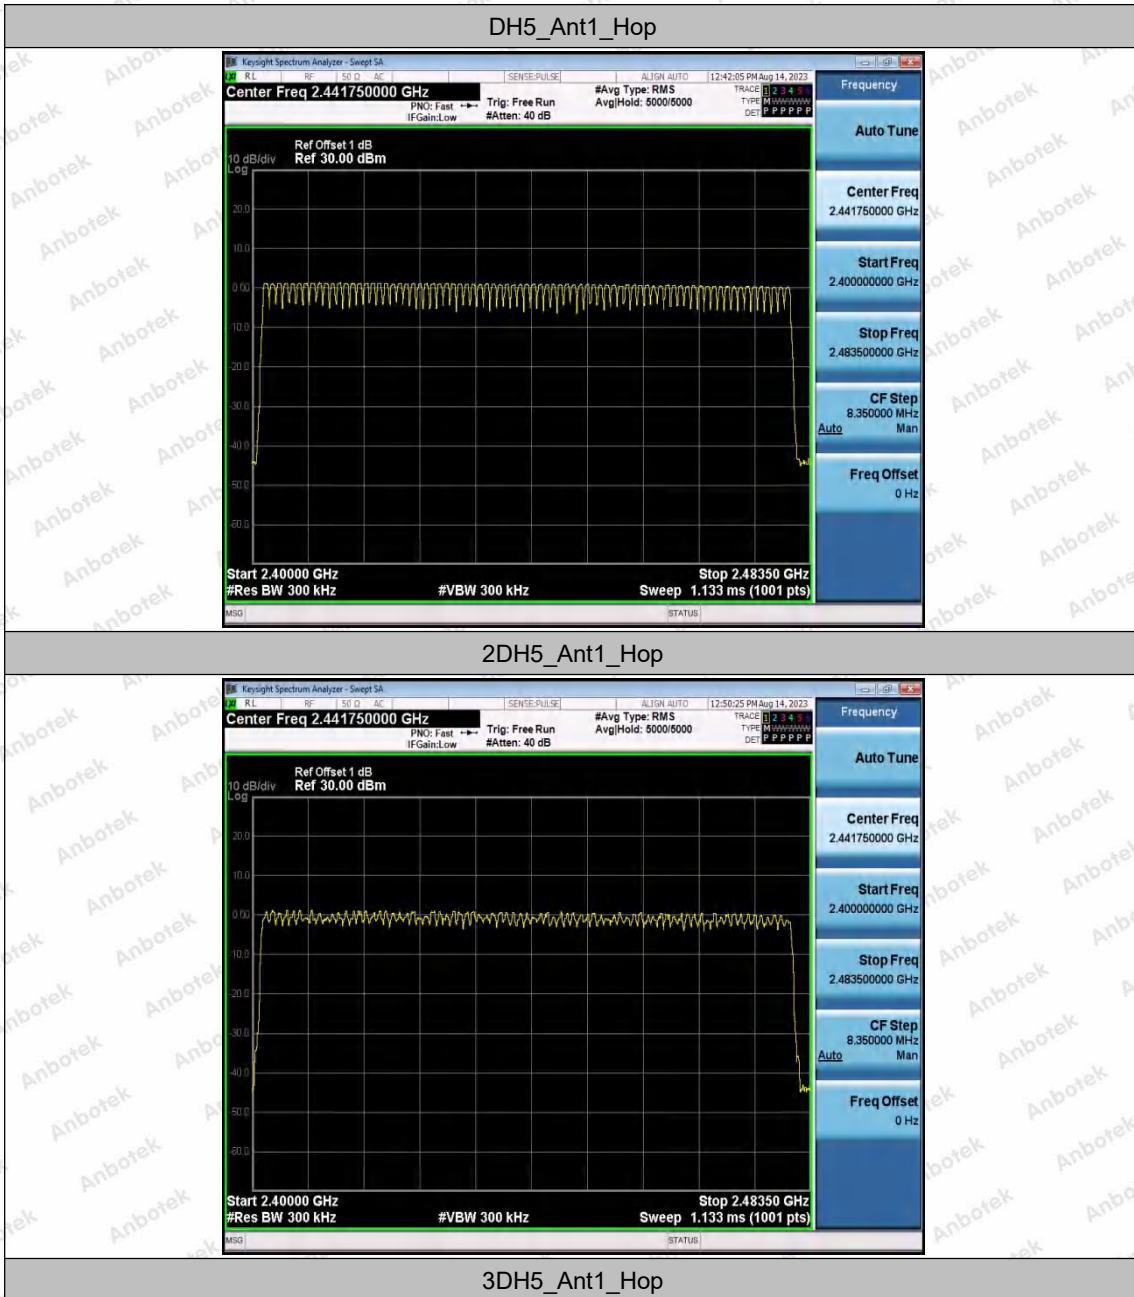 DH5_Ant1_Hop
Keysight Spectrum Analyzer - Swept SA
RL RF 50 Ω AC SENSE:PULSE ALIGN AUTO 12:42:05 PM Aug 14, 2023
Center Freq 2.441750000 GHz
PNO: Fast
IFGain:Low
Trig: Free Run
#Atten: 40 dB
#Avg Type: RMS
Avg|Hold: 5000/5000
TRACE 1 2 3 4 5 6
TYPE M
DET P P P P P P
Frequency
Auto Tune
Center Freq
2.441750000 GHz
Start Freq
2.400000000 GHz
Stop Freq
2.483500000 GHz
CF Step
8.350000 MHz
Auto Man
Freq Offset
0 Hz
Ref Offset 1 dB
10 dB/div Ref 30.00 dBm
Log
20.0
10.0
0.00
-10.0
-20.0
-30.0
-40.0
-50.0
-60.0
Start 2.40000 GHz Stop 2.48350 GHz
#Res BW 300 kHz #VBW 300 kHz Sweep 1.133 ms (1001 pts)
MSG STATUS
2DH5_Ant1_Hop
Keysight Spectrum Analyzer - Swept SA
RL RF 50 Ω AC SENSE:PULSE ALIGN AUTO 12:50:25 PM Aug 14, 2023
Center Freq 2.441750000 GHz
PNO: Fast
IFGain:Low
Trig: Free Run
#Atten: 40 dB
#Avg Type: RMS
Avg|Hold: 5000/5000
TRACE 1 2 3 4 5 6
TYPE M
DET P P P P P P
Frequency
Auto Tune
Center Freq
2.441750000 GHz
Start Freq
2.400000000 GHz
Stop Freq
2.483500000 GHz
CF Step
8.350000 MHz
Auto Man
Freq Offset
0 Hz
Ref Offset 1 dB
10 dB/div Ref 30.00 dBm
Log
20.0
10.0
0.00
-10.0
-20.0
-30.0
-40.0
-50.0
-60.0
Start 2.40000 GHz Stop 2.48350 GHz
#Res BW 300 kHz #VBW 300 kHz Sweep 1.133 ms (1001 pts)
MSG STATUS
3DH5_Ant1_Hop
Anbotek